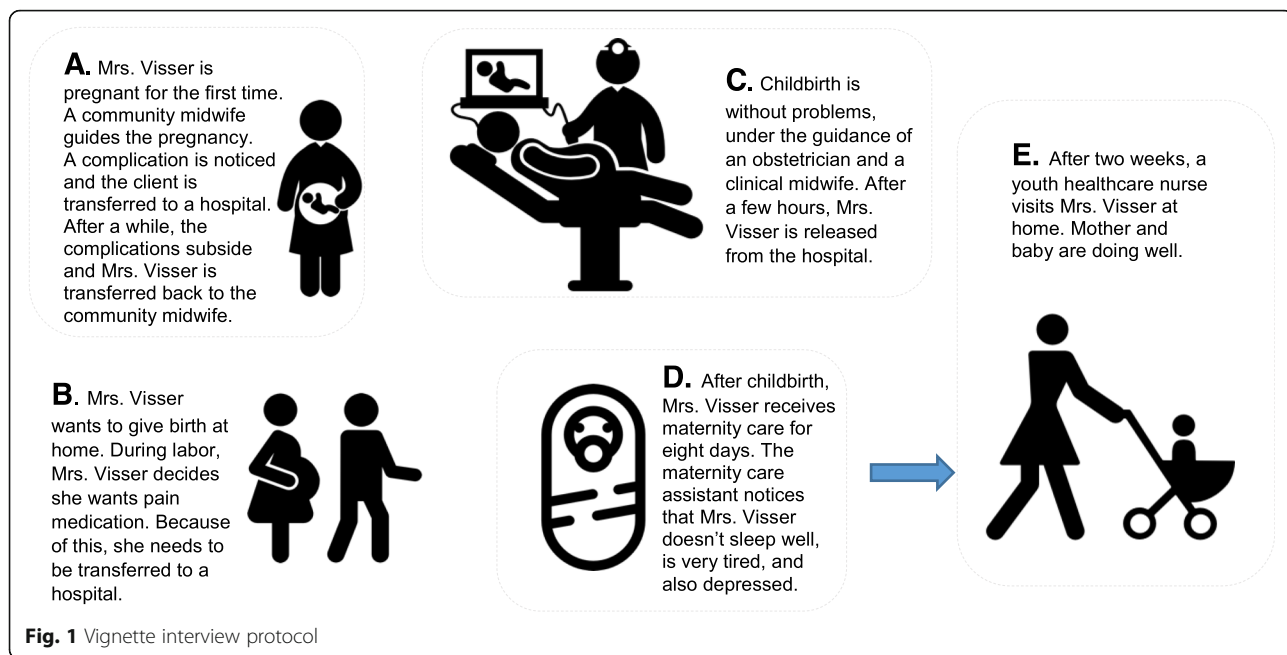 A. Mrs. Visser is
pregnant for the first time.
A community midwife
guides the pregnancy.
A complication is noticed
and the client is
transferred to a hospital.
After a while, the
complications subside
and Mrs. Visser is
transferred back to the
community midwife.
B. Mrs. Visser
wants to give birth at
home. During labor,
Mrs. Visser decides
she wants pain
medication. Because
of this, she needs to
be transferred to a
hospital.
C. Childbirth is
without problems,
under the guidance of
an obstetrician and a
clinical midwife. After
a few hours, Mrs.
Visser is released
from the hospital.
D. After childbirth,
Mrs. Visser receives
maternity care for
eight days. The
maternity care
assistant notices
that Mrs. Visser
doesn’t sleep well,
is very tired, and
also depressed.
E. After two weeks, a
youth healthcare nurse
visits Mrs. Visser at
home. Mother and
baby are doing well.
Fig. 1 Vignette interview protocol